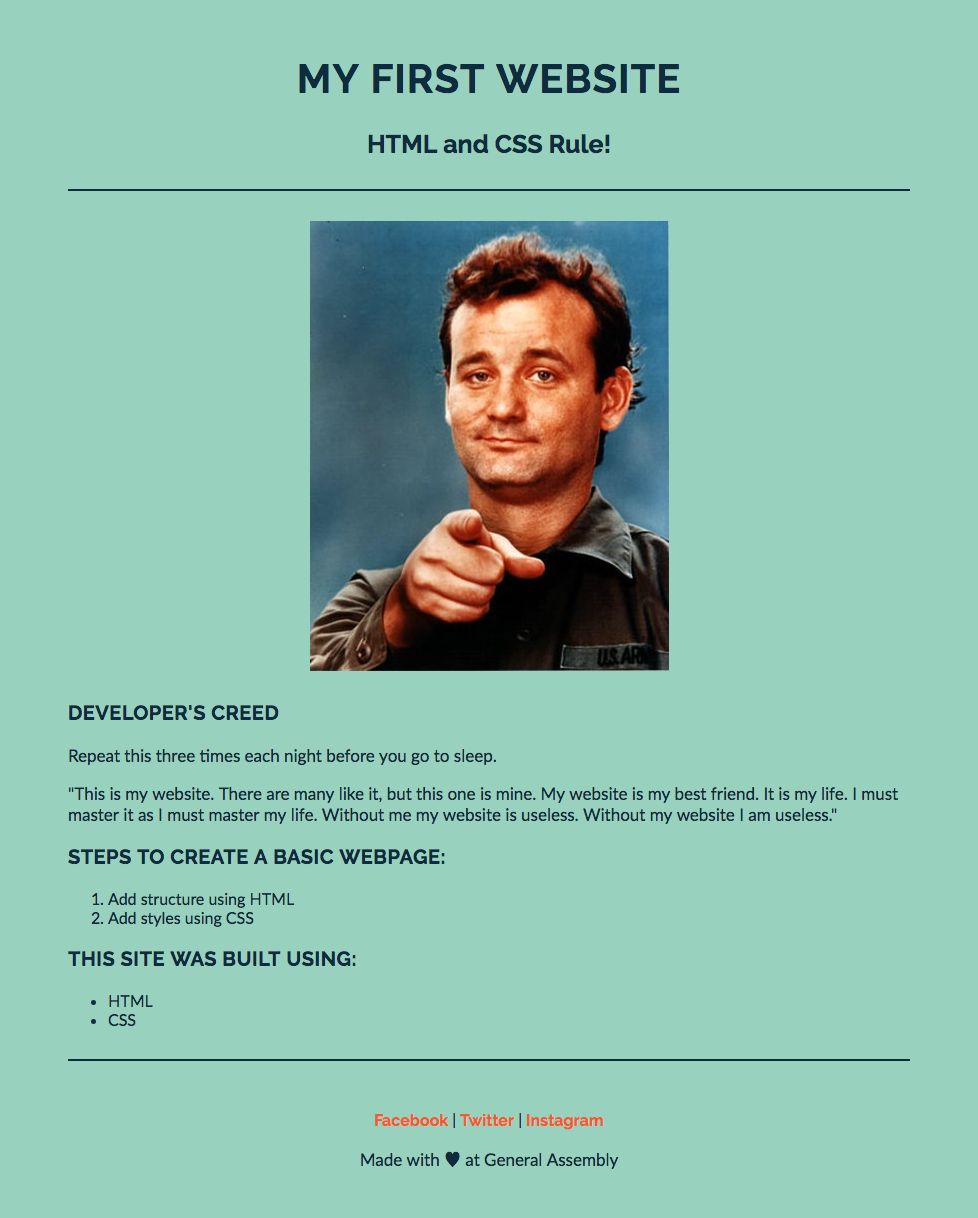 MY FIRST WEBSITE
HTML and CSS Rule!
U.S. ARM
DEVELOPER'S CREED
Repeat this three times each night before you go to sleep.
"This is my website. There are many like it, but this one is mine. My website is my best friend. It is my life. I must
master it as I must master my life. Without me my website is useless. Without my website I am useless."
STEPS TO CREATE A BASIC WEBPAGE:
1. Add structure using HTML
2. Add styles using CSS
THIS SITE WAS BUILT USING:
• HTML
• CSS
Facebook | Twitter | Instagram
Made with ♥ at General Assembly